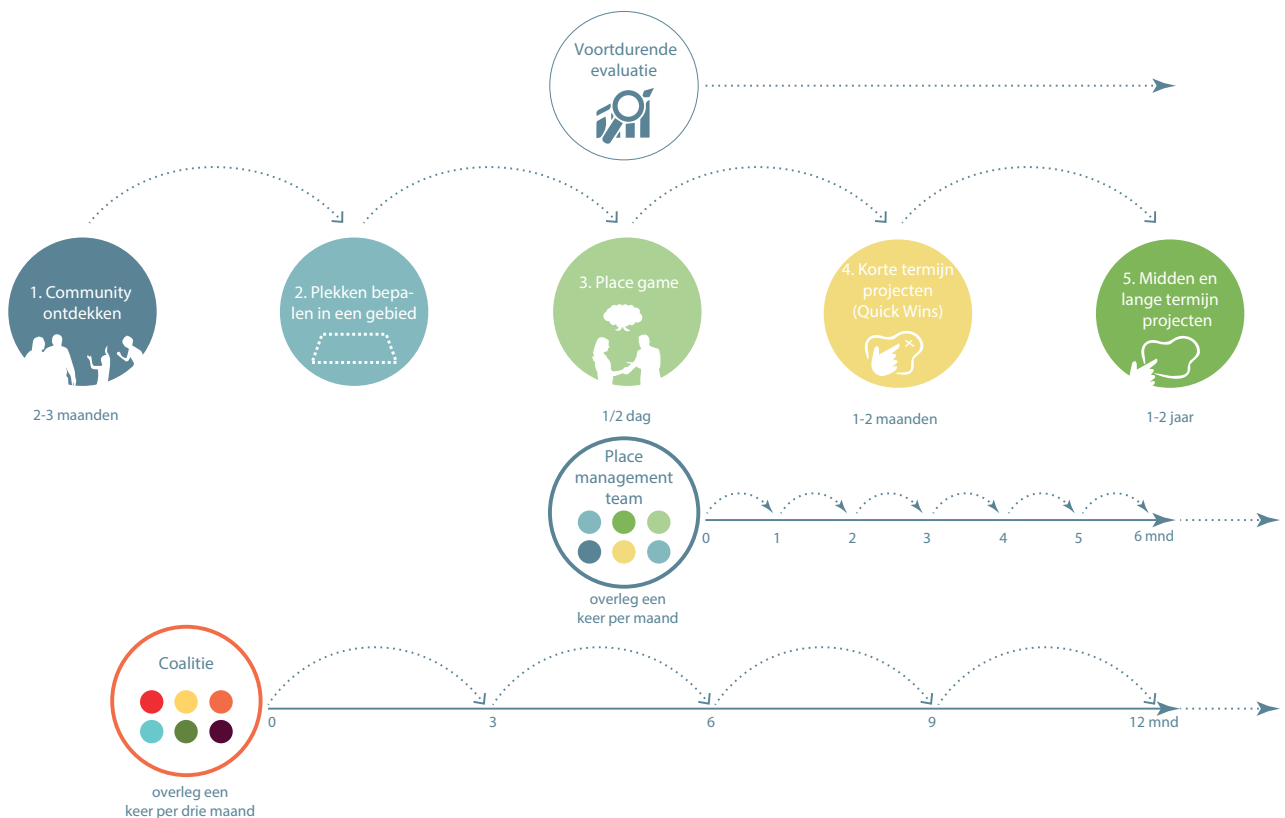 Voortdurende
evaluatie
1. Community
ontdekken
2. Plekken bepa-
len in een gebied
3. Place game
4. Korte termijn
projecten
(Quick Wins)
5. Midden en
lange termijn
projecten
2-3 maanden
1/2 dag
1-2 maanden
1-2 jaar
Place
management
team
0 1 2 3 4 5 6 mnd
overleg een
keer per maand
Coalitie
0 3 6 9 12 mnd
overleg een
keer per drie maand